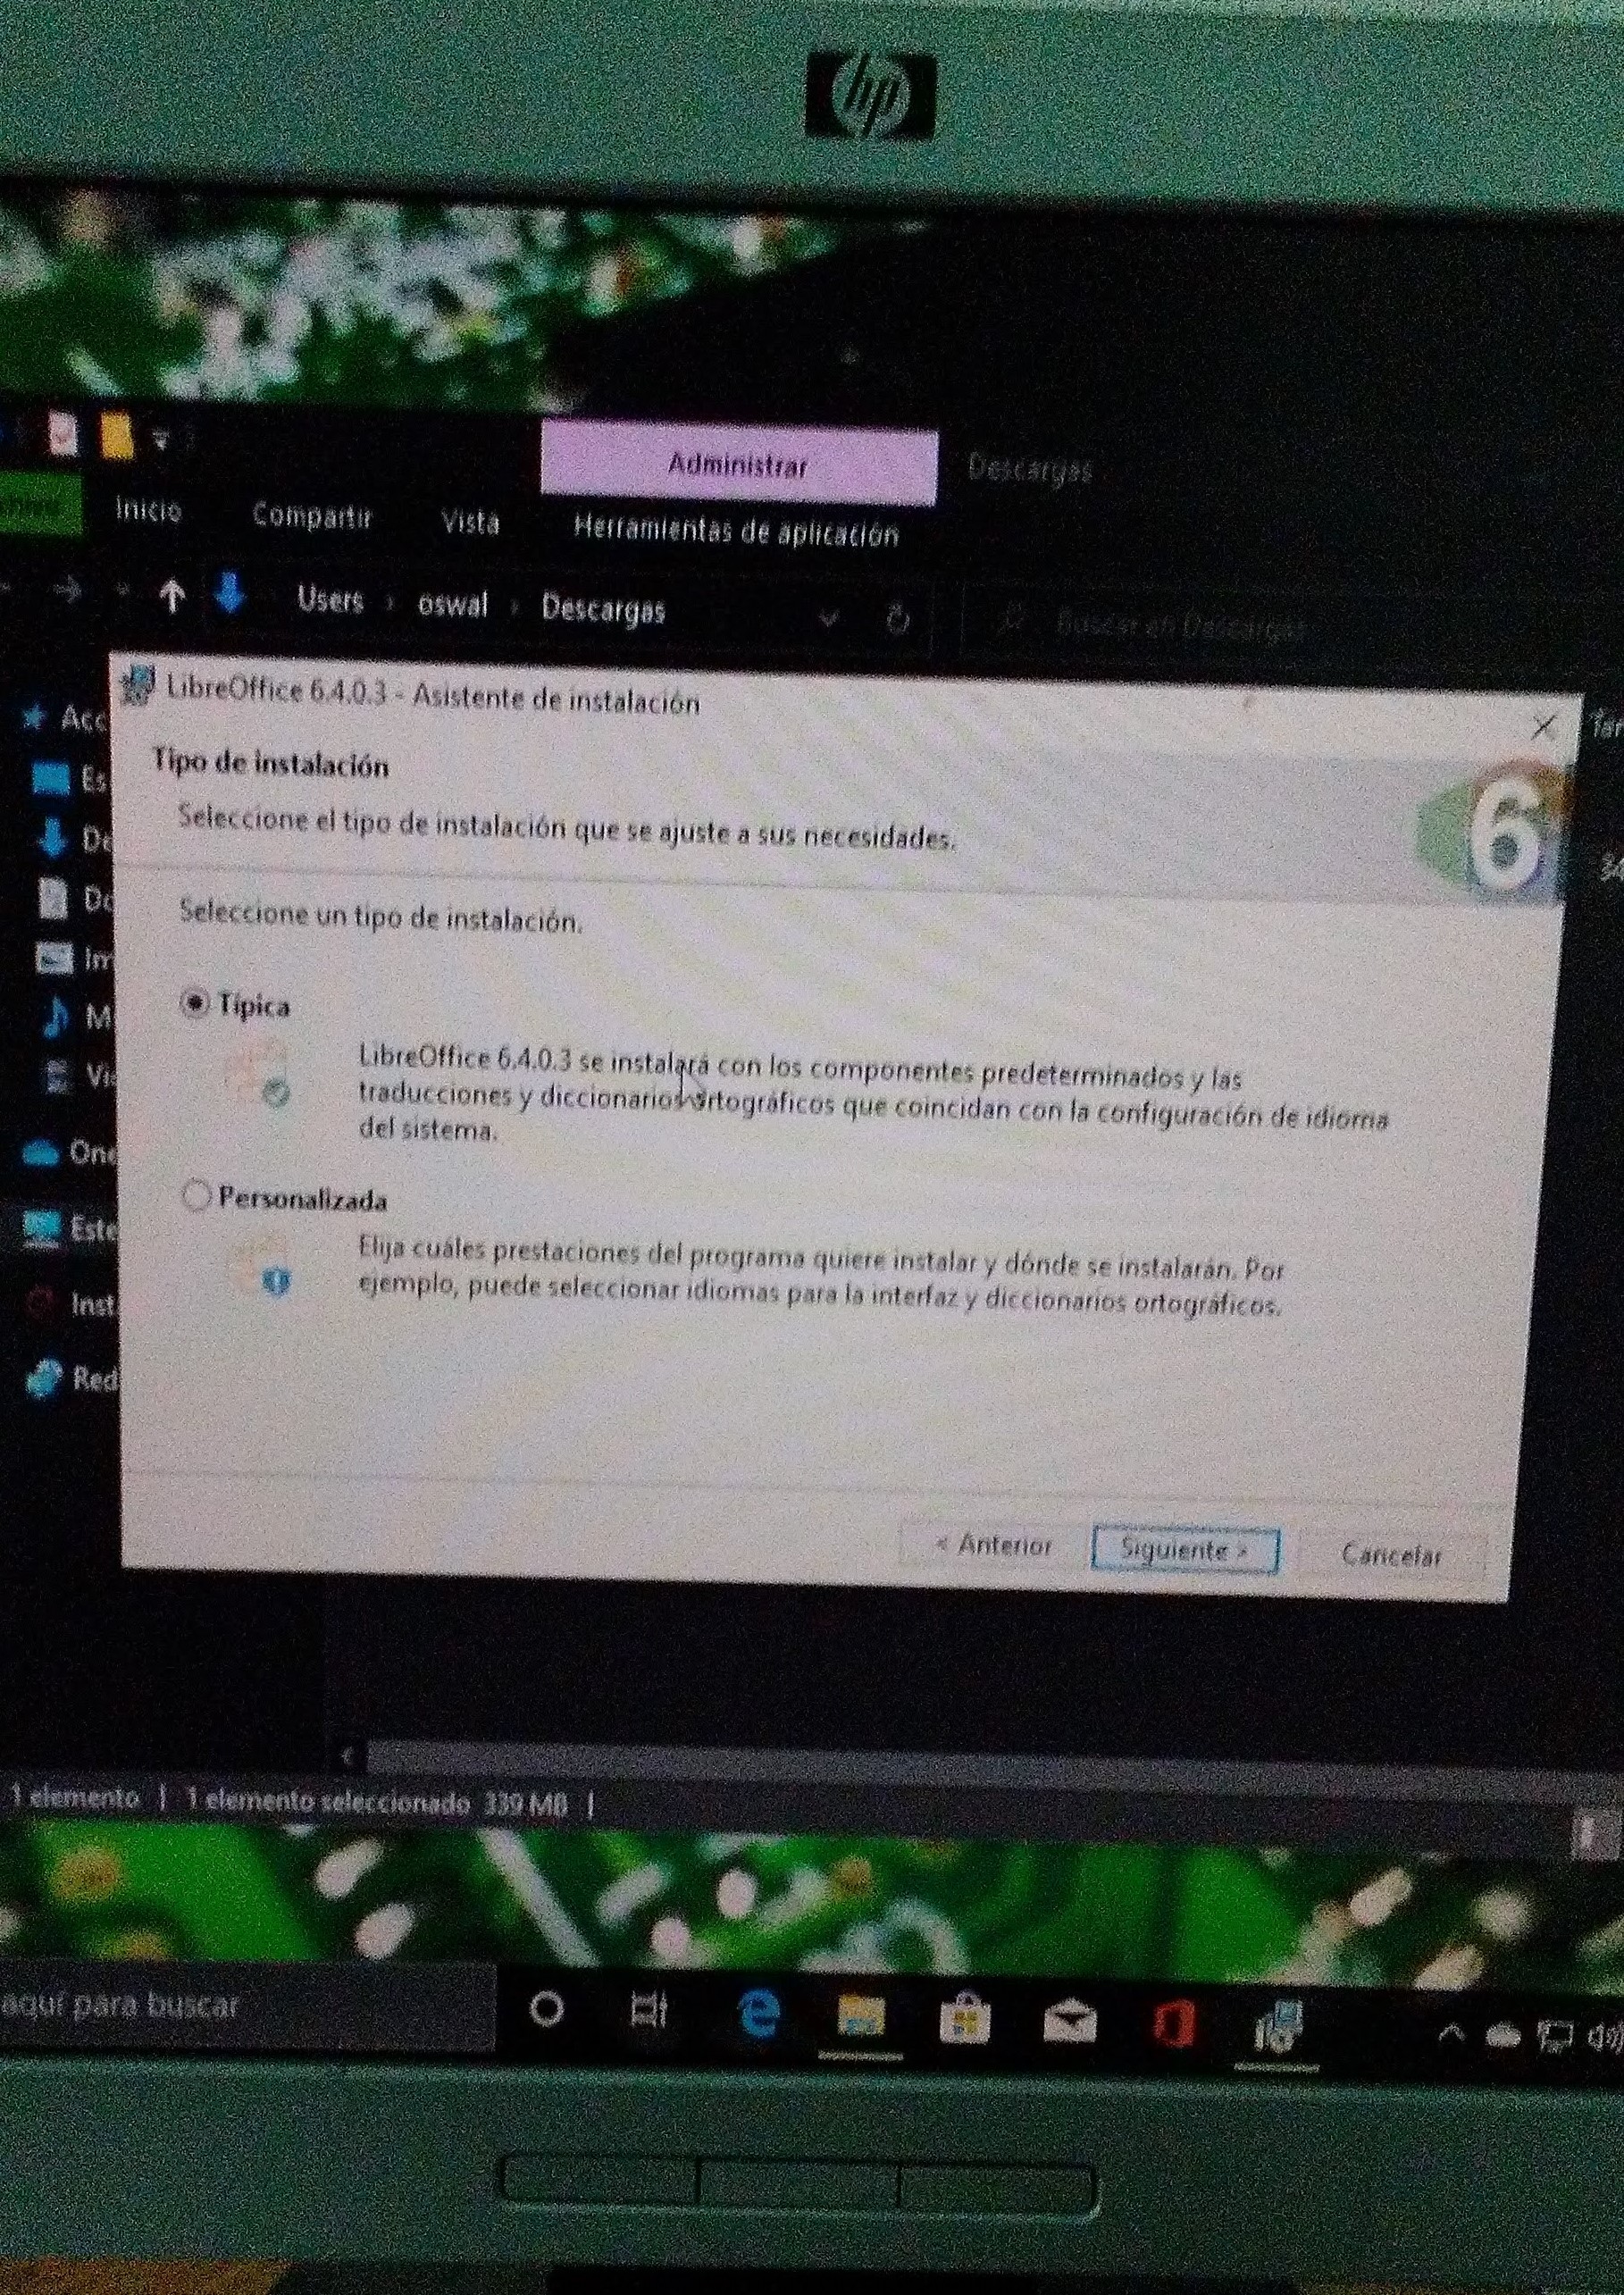 hp
Administrar
Descargas
Inicio
Compartir
Vista
Herramientas de aplicación
Users
oswal
Descargas
Buscar en Descargas
LibreOffice 6.4.0.3 - Asistente de instalación
Tipo de instalación
Seleccione el tipo de instalación que se ajuste a sus necesidades.
6
Seleccione un tipo de instalación.
Típica
LibreOffice 6.4.0.3 se instalará con los componentes predeterminados y las
traducciones y diccionarios ortográficos que coincidan con la configuración de idioma
del sistema.
Personalizada
Elija cuáles prestaciones del programa quiere instalar y dónde se instalarán. Por
ejemplo, puede seleccionar idiomas para la interfaz y diccionarios ortográficos.
Acc
Es
De
Do
Im
M
Ví
One
Este
Inst
Red
< Anterior
Siguiente >
Cancelar
1 elemento | 1 elemento seleccionado 339 MB |
aquí para buscar